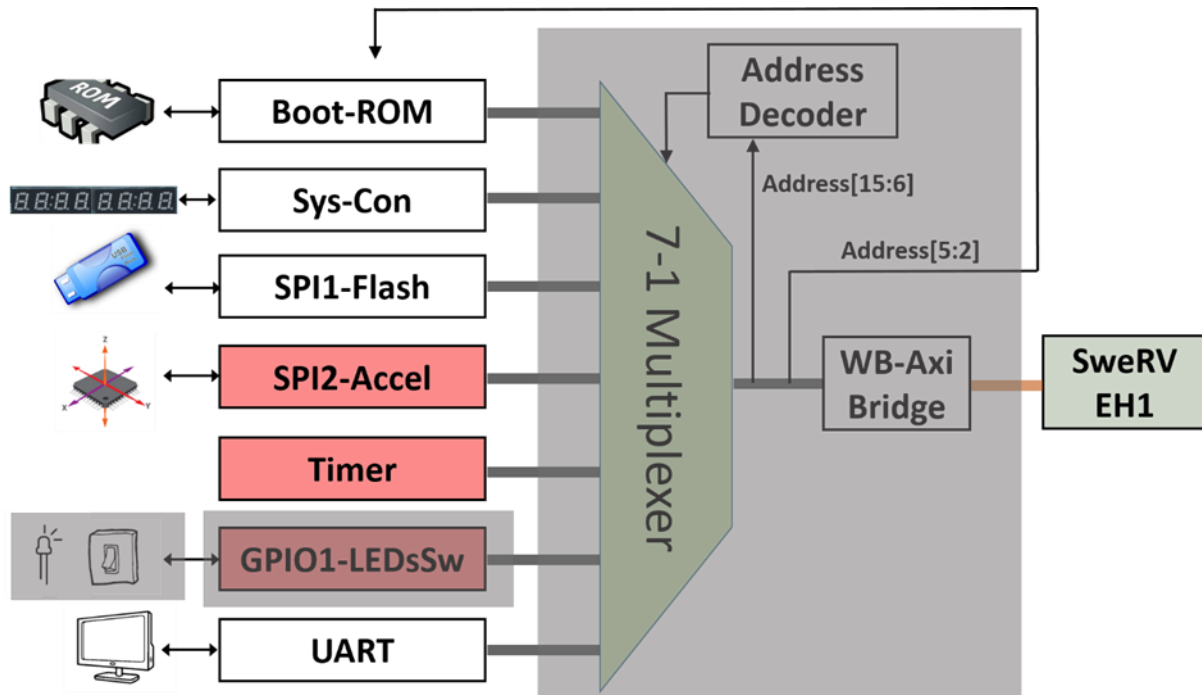 ROM
Boot-ROM
Address
Decoder
Address[15:6]
Sys-Con
Address[5:2]
USB
SPI1-Flash
7-1 Multiplexer
WB-Axi
Bridge
SweRV
EH1
Z
X
Y
SPI2-Accel
Timer
GPIO1-LEDsSw
UART